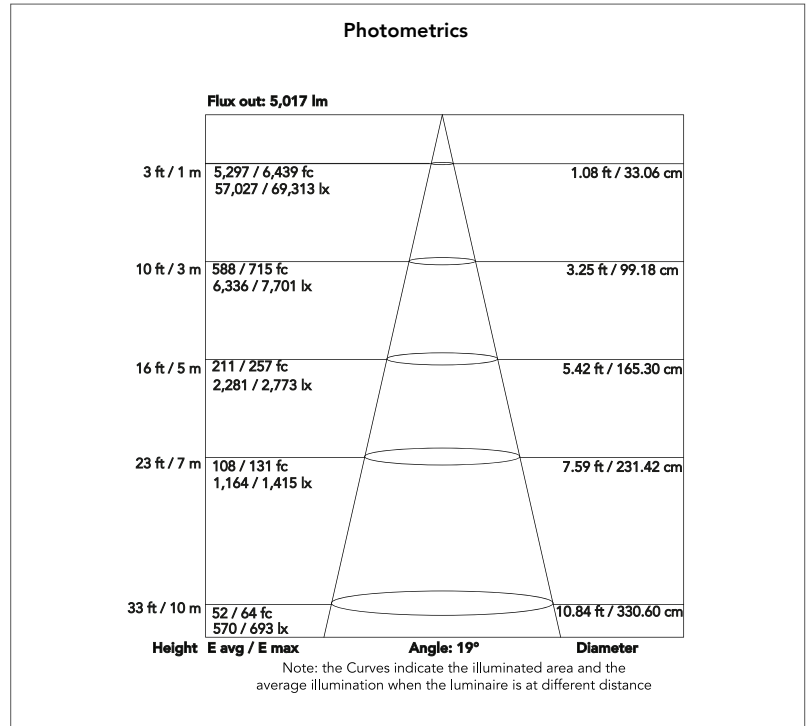 Photometrics
Flux out: 5,017 lm
3 ft / 1 m 5,297 / 6,439 fc 1.08 ft / 33.06 cm
57,027 / 69,313 lx
10 ft / 3 m 588 / 715 fc 3.25 ft / 99.18 cm
6,336 / 7,701 lx
16 ft / 5 m 211 / 257 fc 5.42 ft / 165.30 cm
2,281 / 2,773 lx
23 ft / 7 m 108 / 131 fc 7.59 ft / 231.42 cm
1,164 / 1,415 lx
33 ft / 10 m 52 / 64 fc 10.84 ft / 330.60 cm
570 / 693 lx
Height E avg / E max Angle: 19° Diameter
Note: the Curves indicate the illuminated area and the
average illumination when the luminaire is at different distance